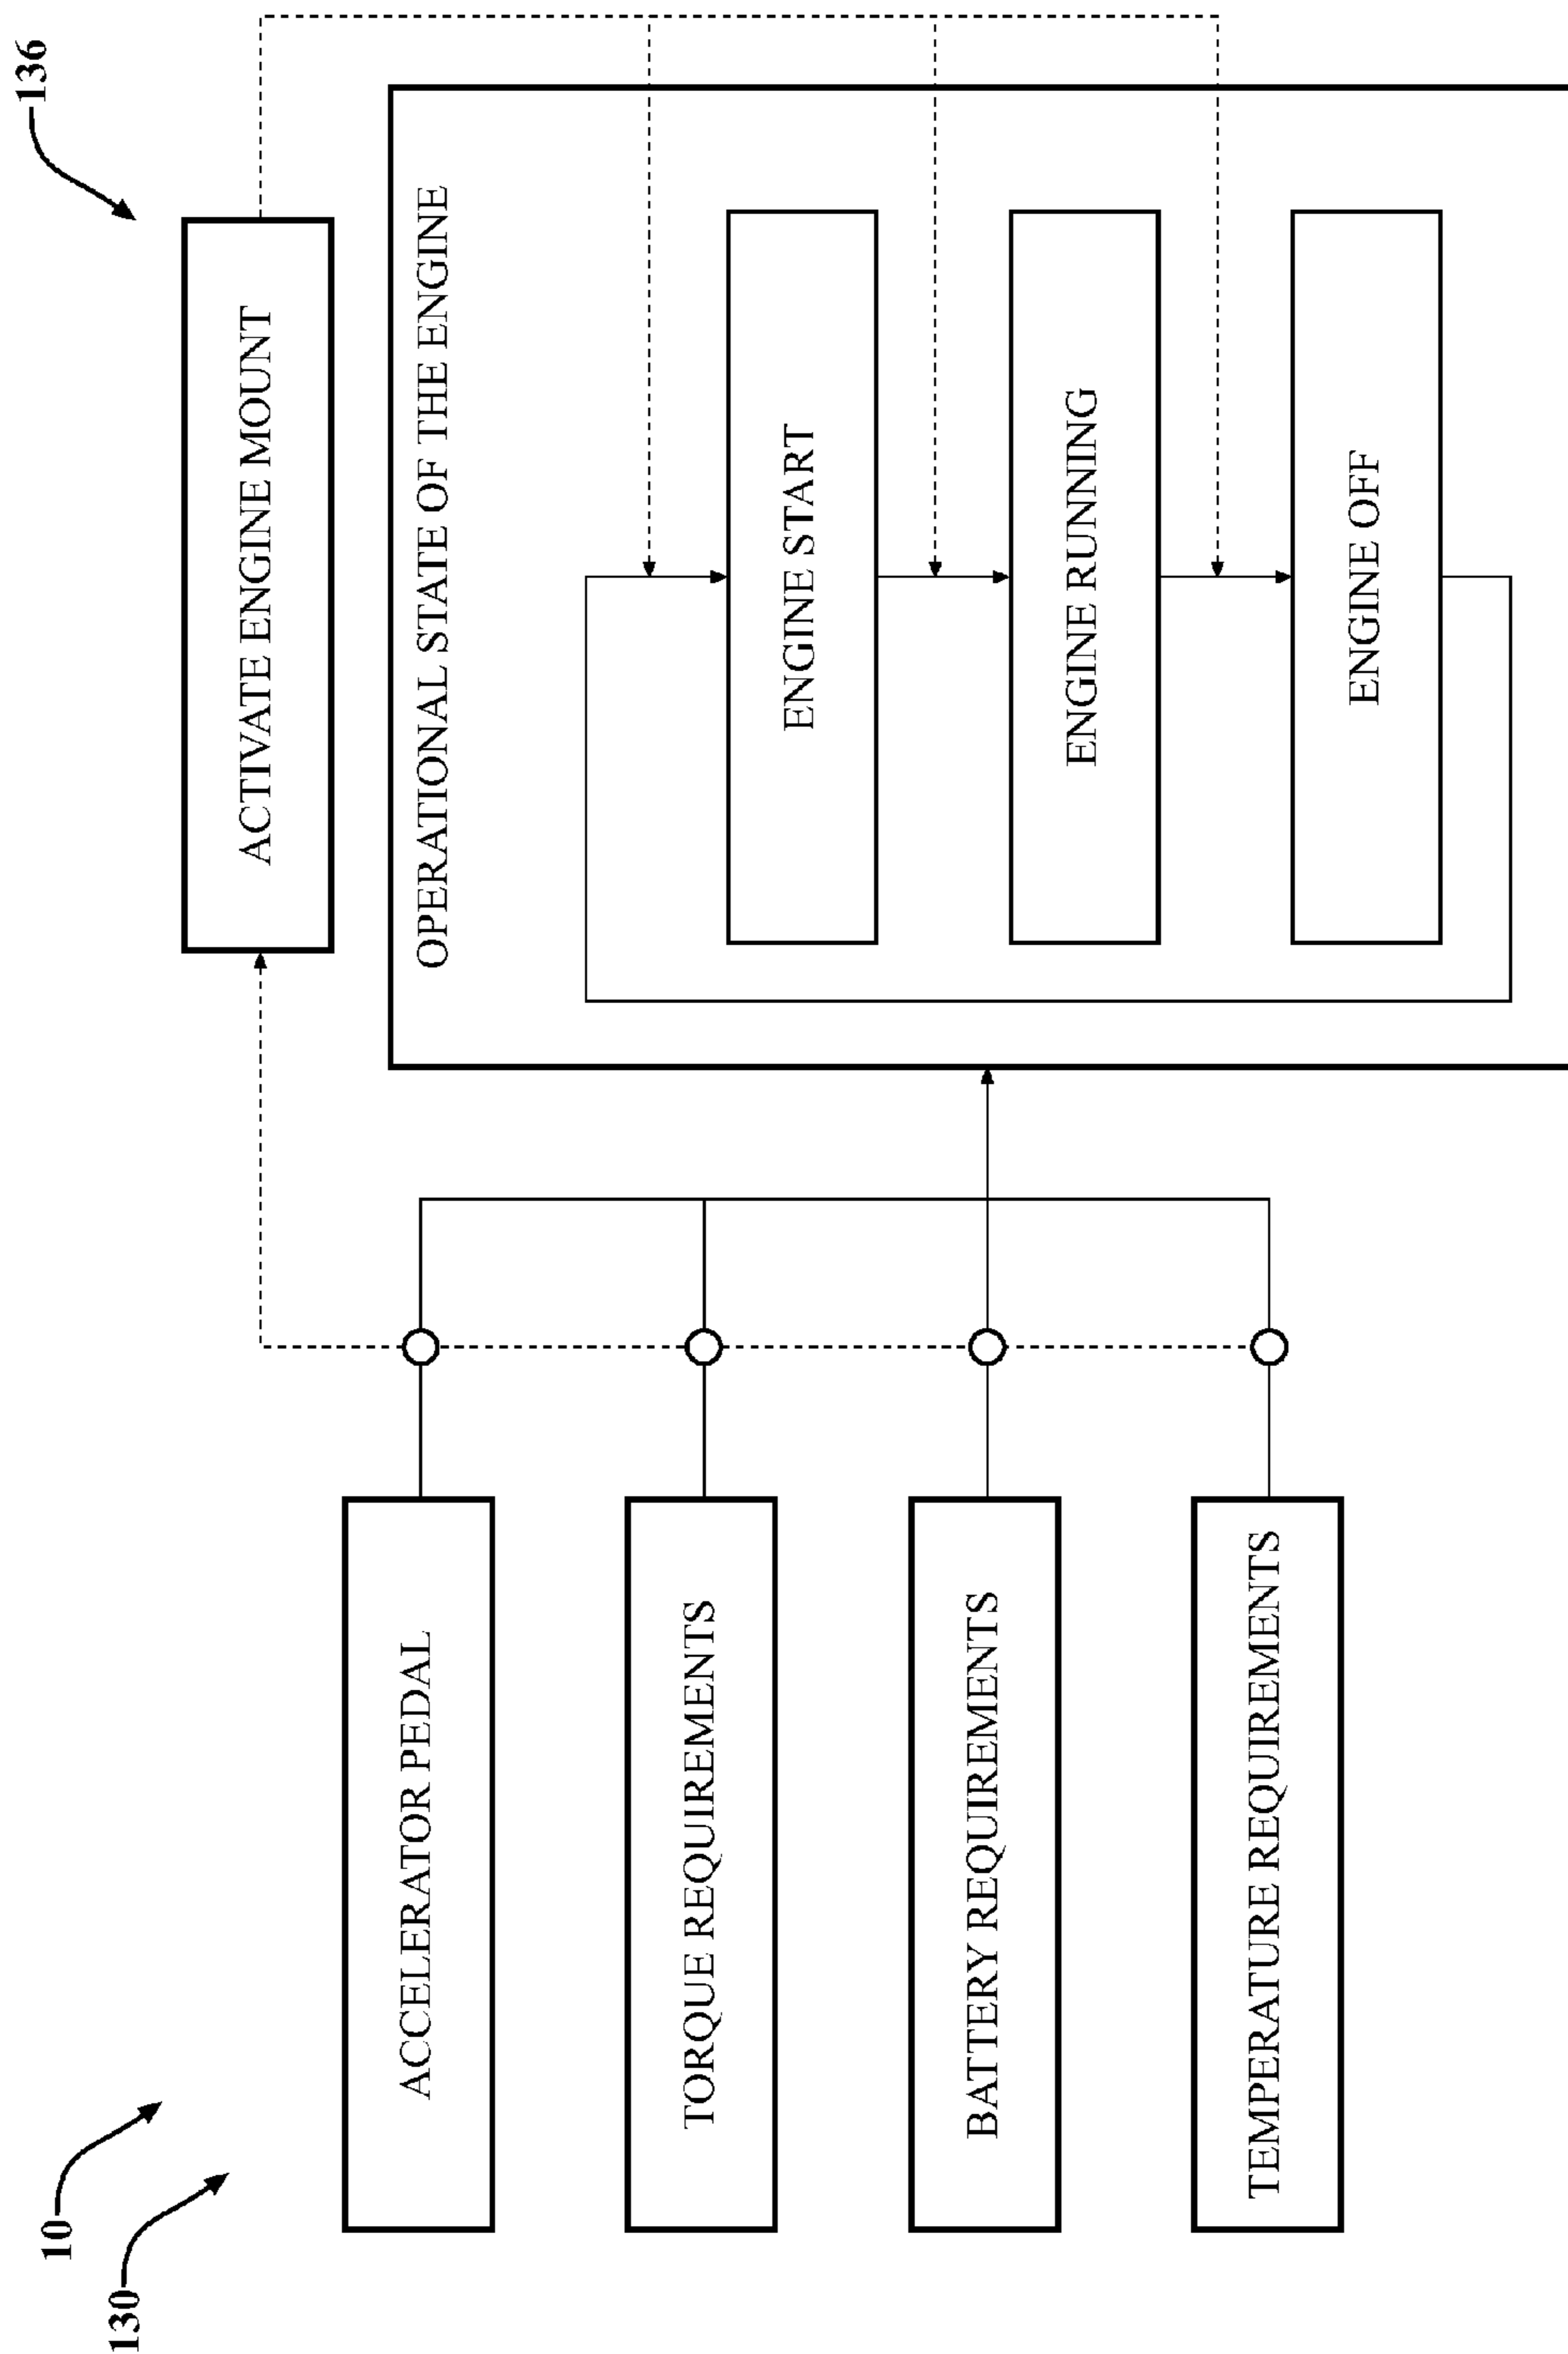 10
130
136
ACCELERATOR PEDAL
TORQUE REQUIREMENTS
BATTERY REQUIREMENTS
TEMPERATURE REQUIREMENTS
ACTIVATE ENGINE MOUNT
OPERATIONAL STATE OF THE ENGINE
ENGINE START
ENGINE RUNNING
ENGINE OFF